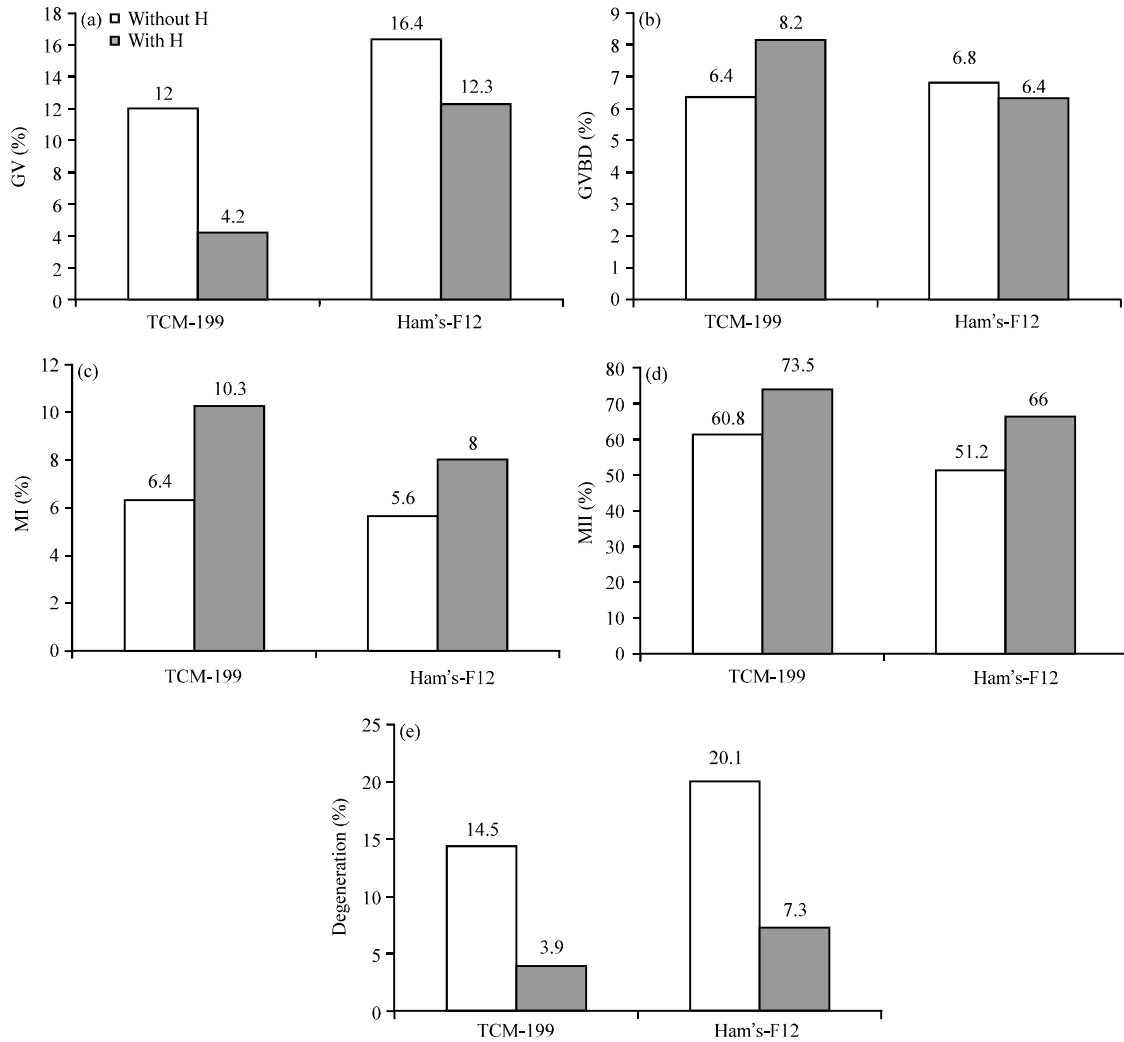 (a)
Without H
With H
GV (%)
18
16
14
12
10
8
6
4
2
0
12
4.2
16.4
12.3
TCM-199
Ham's-F12
(b)
GVBD (%)
9
8
7
6
5
4
3
2
1
0
6.4
8.2
6.8
6.4
TCM-199
Ham's-F12
(c)
MI (%)
12
10
8
6
4
2
0
6.4
10.3
5.6
8
TCM-199
Ham's-F12
(d)
MII (%)
80
70
60
50
40
30
20
10
0
60.8
73.5
51.2
66
TCM-199
Ham's-F12
(e)
Degeneration (%)
25
20
15
10
5
0
14.5
3.9
20.1
7.3
TCM-199
Ham's-F12